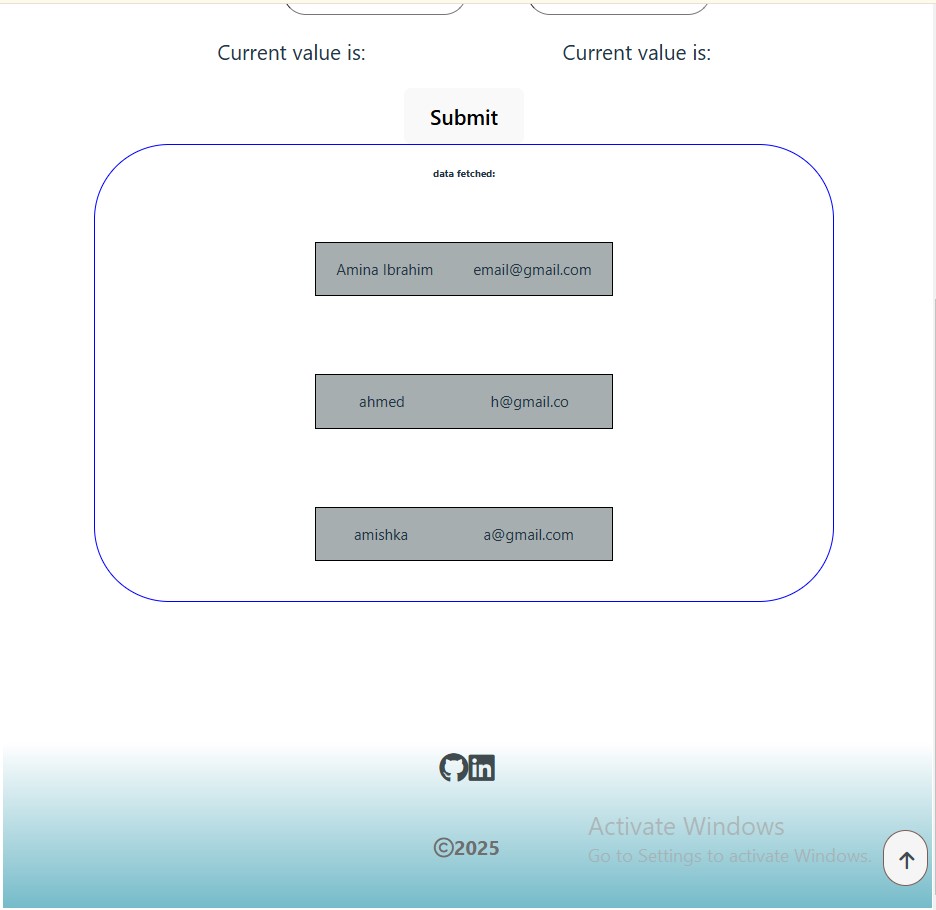 Current value is: Current value is:
Submit
data fetched:
Amina Ibrahim email@gmail.com
ahmed h@gmail.co
amishka a@gmail.com
in
©2025
Activate Windows
Go to Settings to activate Windows.